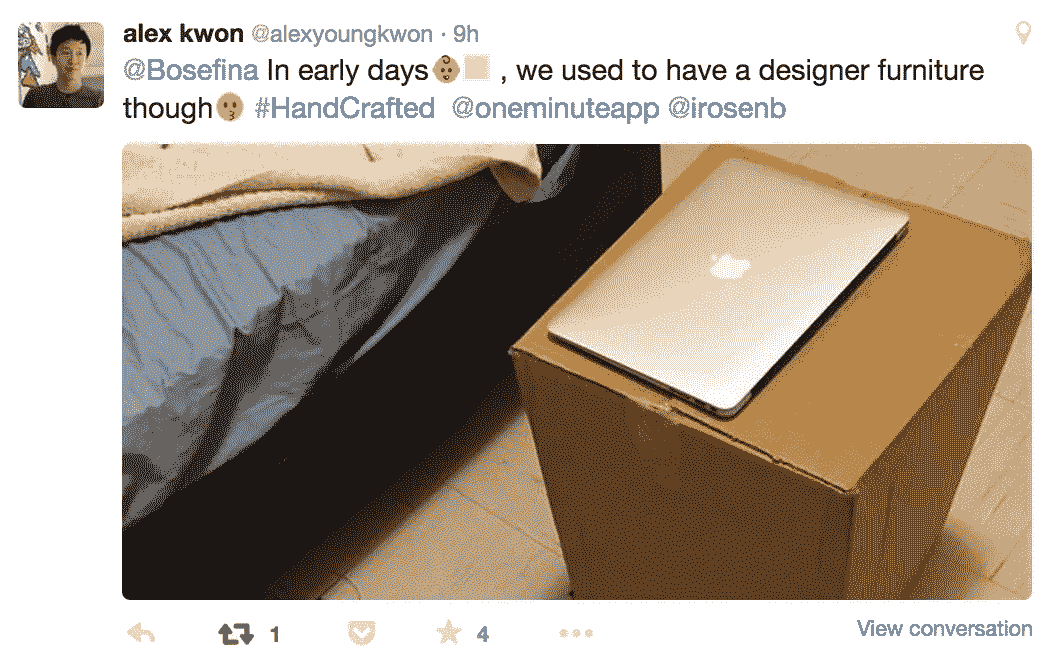 alex kwon @alexyoungkwon · 9h
@Bosefina In early days👶🏼 , we used to have a designer furniture
though😗 #HandCrafted @oneminuteapp @irosenb
1
4
View conversation